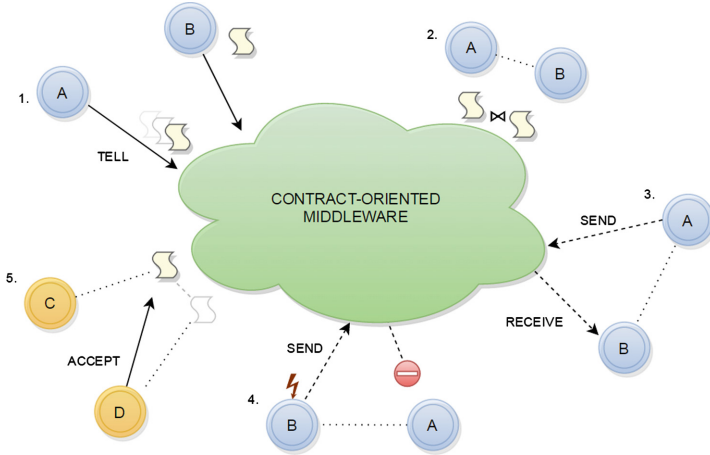 1.
A
TELL
B
2.
A
B
CONTRACT-ORIENTED
MIDDLEWARE
3.
A
SEND
RECEIVE
B
4.
SEND
B
A
5.
C
ACCEPT
D